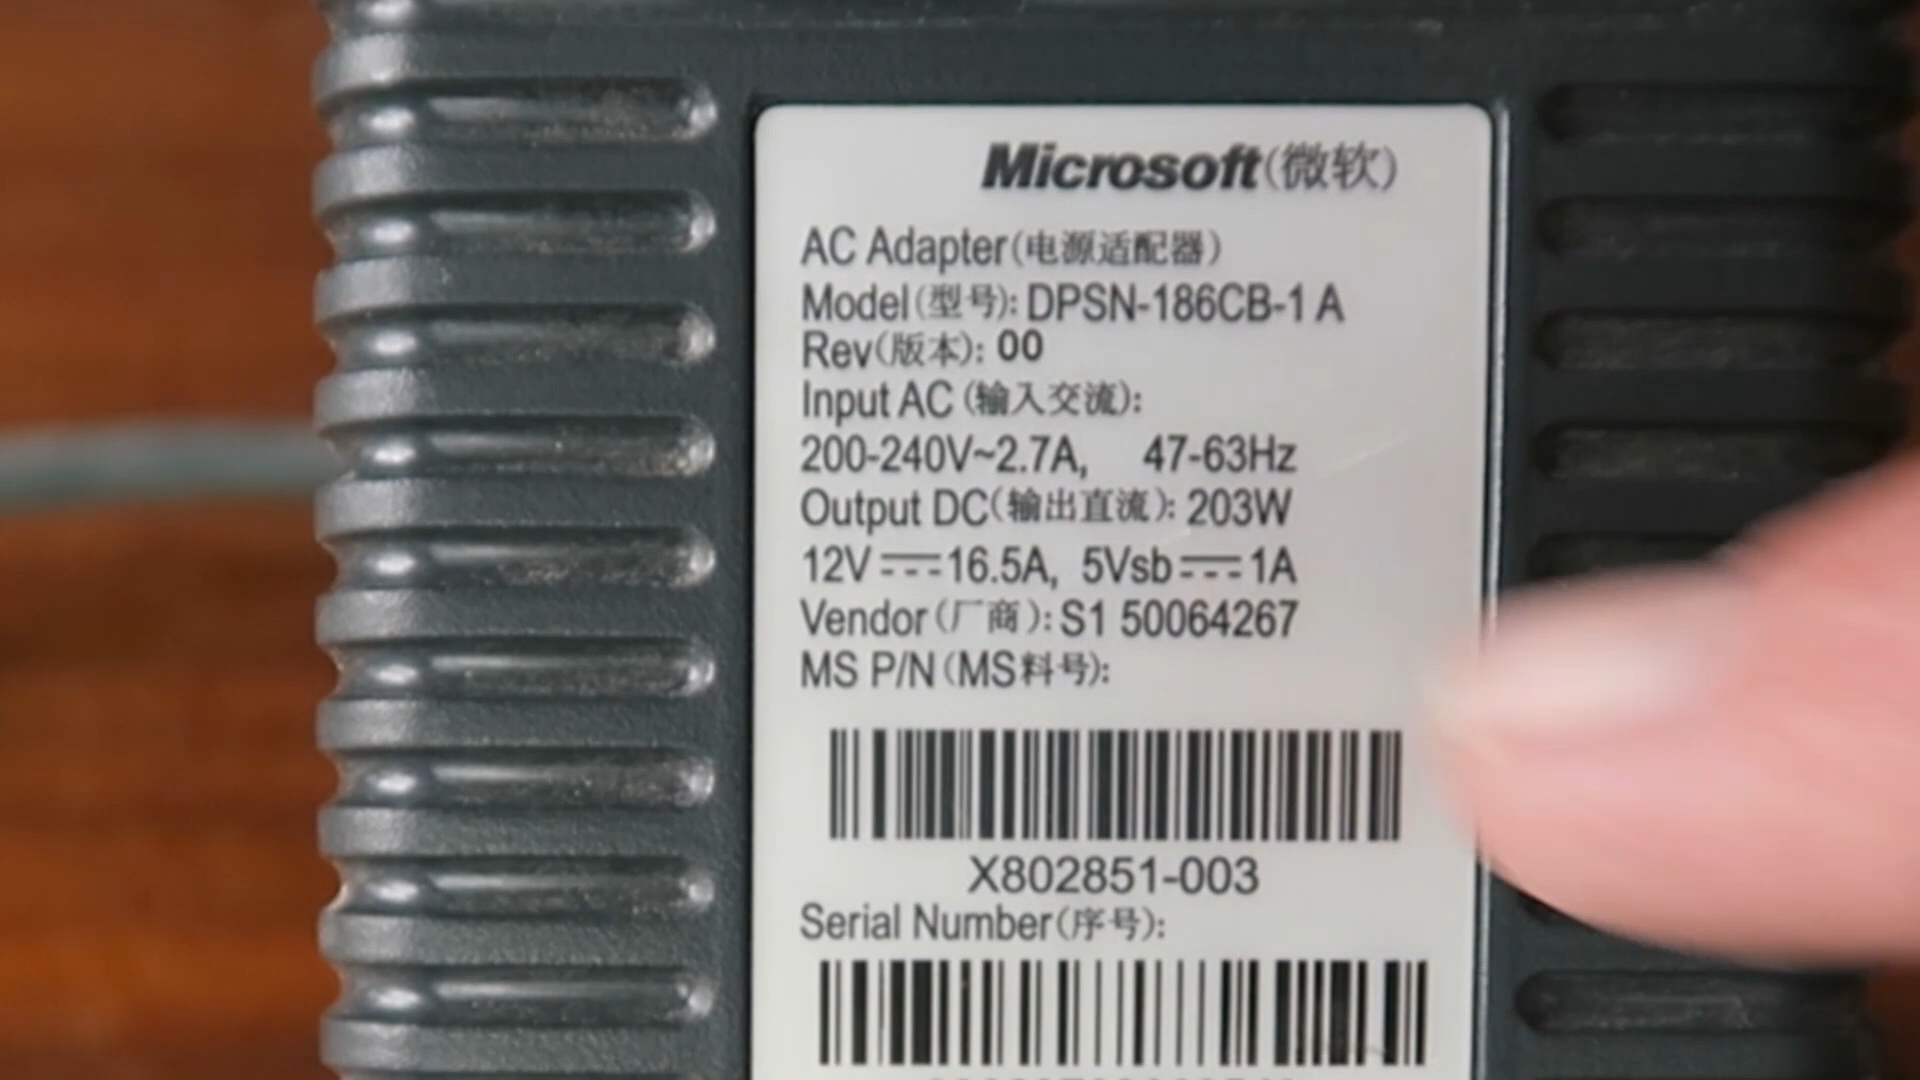 Microsoft(微软)
AC Adapter(电源适配器)
Model(型号): DPSN-186CB-1 A
Rev(版本): 00
Input AC (输入交流):
200-240V~2.7A, 47-63Hz
Output DC(输出直流): 203W
12V⎓16.5A, 5Vsb⎓1A
Vendor(厂商): S1 50064267
MS P/N (MS料号):
X802851-003
Serial Number(序号):